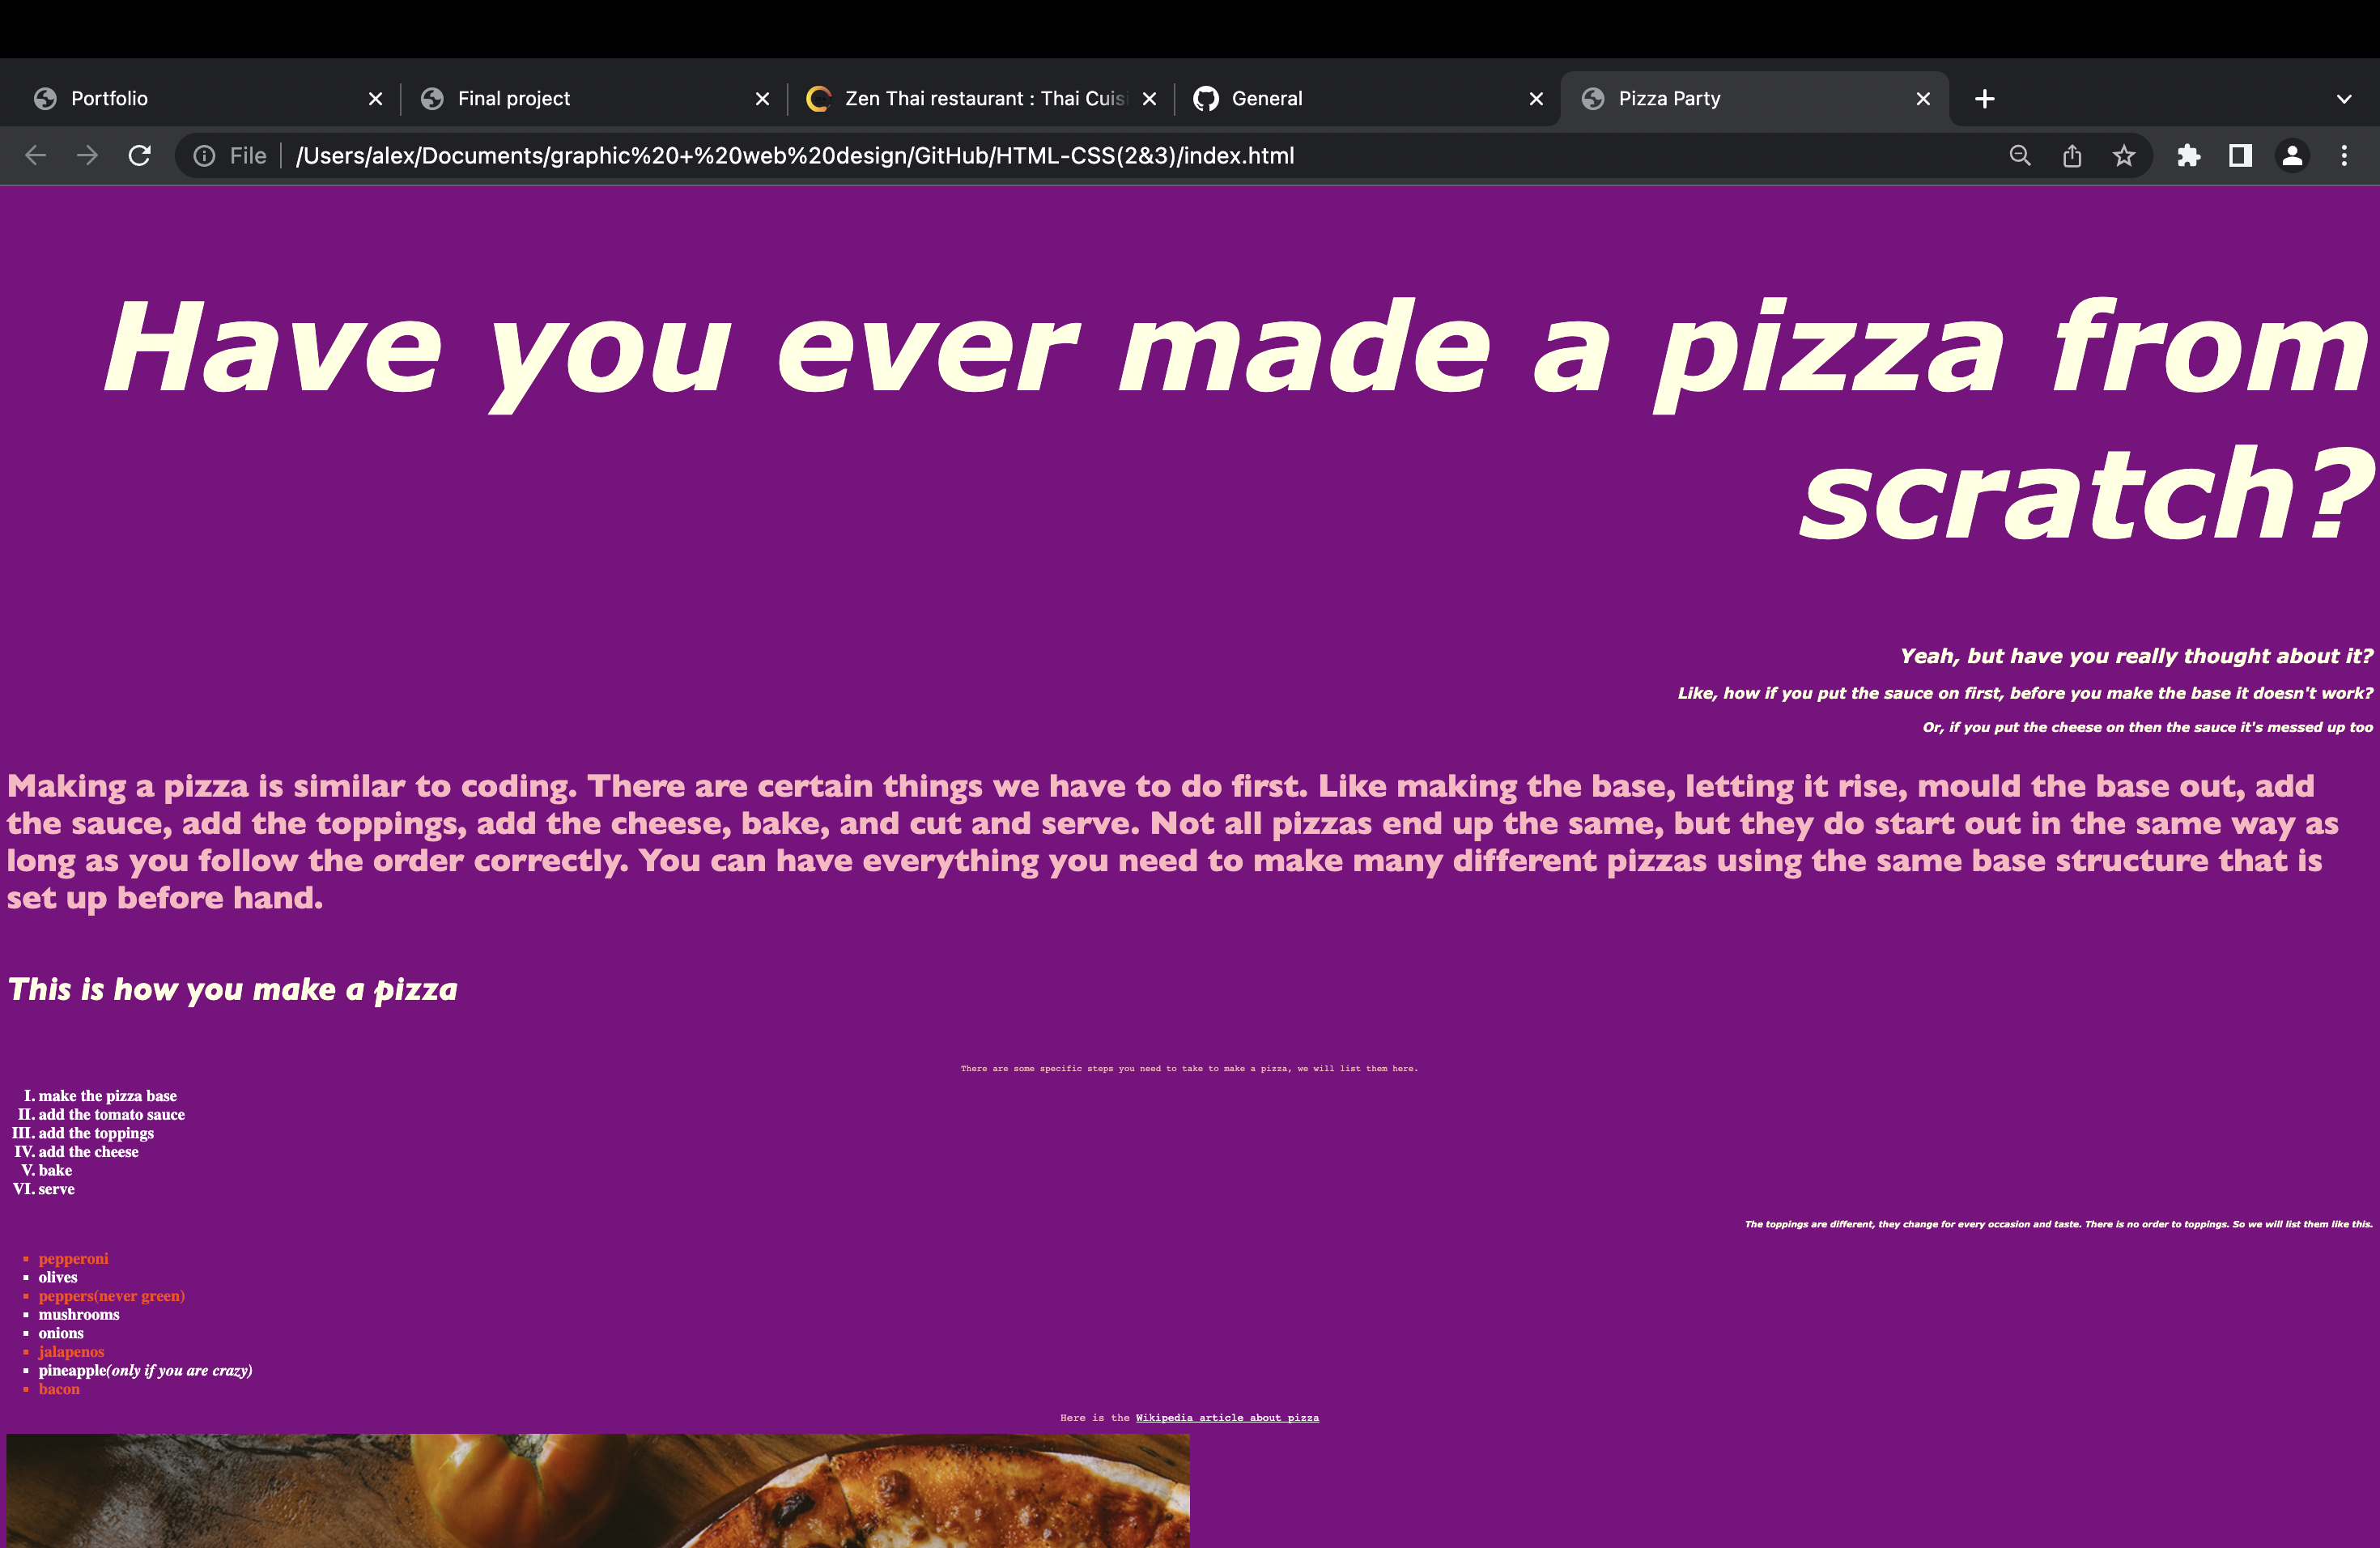 Portfolio
Final project
Zen Thai restaurant : Thai Cuis
General
Pizza Party
File
/Users/alex/Documents/graphic%20+%20web%20design/GitHub/HTML-CSS(2&3)/index.html
Have you ever made a pizza from
scratch?
Yeah, but have you really thought about it?
Like, how if you put the sauce on first, before you make the base it doesn't work?
Or, if you put the cheese on then the sauce it's messed up too
Making a pizza is similar to coding. There are certain things we have to do first. Like making the base, letting it rise, mould the base out, add
the sauce, add the toppings, add the cheese, bake, and cut and serve. Not all pizzas end up the same, but they do start out in the same way as
long as you follow the order correctly. You can have everything you need to make many different pizzas using the same base structure that is
set up before hand.
This is how you make a pizza
There are some specific steps you need to take to make a pizza, we will list them here.
I. make the pizza base
II. add the tomato sauce
III. add the toppings
IV. add the cheese
V. bake
VI. serve
The toppings are different, they change for every occasion and taste. There is no order to toppings. So we will list them like this.
pepperoni
olives
peppers(never green)
mushrooms
onions
jalapenos
pineapple(only if you are crazy)
bacon
Here is the Wikipedia article about pizza